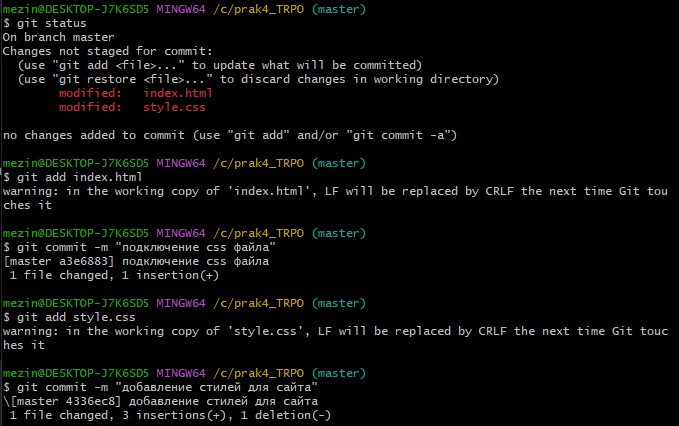 mezin@DESKTOP-J7K6SD5 MINGW64 /c/prak4_TRPO (master)
$ git status
On branch master
Changes not staged for commit:
  (use "git add <file>..." to update what will be committed)
  (use "git restore <file>..." to discard changes in working directory)
        modified:   index.html
        modified:   style.css

no changes added to commit (use "git add" and/or "git commit -a")

mezin@DESKTOP-J7K6SD5 MINGW64 /c/prak4_TRPO (master)
$ git add index.html
warning: in the working copy of 'index.html', LF will be replaced by CRLF the next time Git tou
ches it

mezin@DESKTOP-J7K6SD5 MINGW64 /c/prak4_TRPO (master)
$ git commit -m "подключение css файла"
[master a3e6883] подключение css файла
 1 file changed, 1 insertion(+)

mezin@DESKTOP-J7K6SD5 MINGW64 /c/prak4_TRPO (master)
$ git add style.css
warning: in the working copy of 'style.css', LF will be replaced by CRLF the next time Git touc
hes it

mezin@DESKTOP-J7K6SD5 MINGW64 /c/prak4_TRPO (master)
$ git commit -m "добавление стилей для сайта"
\[master 4336ec8] добавление стилей для сайта
 1 file changed, 3 insertions(+), 1 deletion(-)